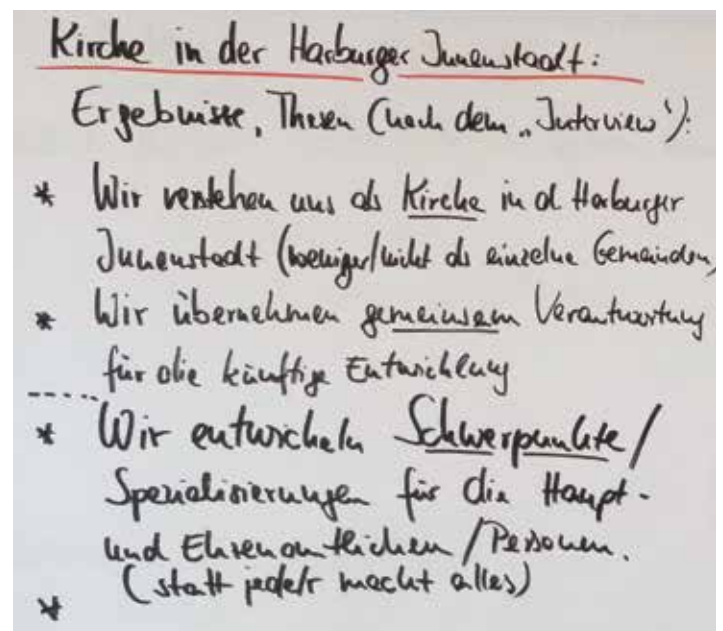 Kirche in der Harburger Innenstadt:
Ergebnisse, Thesen (nach dem „Interview“):
* Wir verstehen uns als Kirche in d Harburger
Innenstadt (weniger/nicht als einzelne Gemeinden)
* Wir übernehmen gemeinsam Verantwortung
für die künftige Entwicklung
* Wir entwickeln Schwerpunkte/
Spezialisierungen für die Haupt-
und Ehrenamtlichen/Personen.
(statt jede/r macht alles)
*